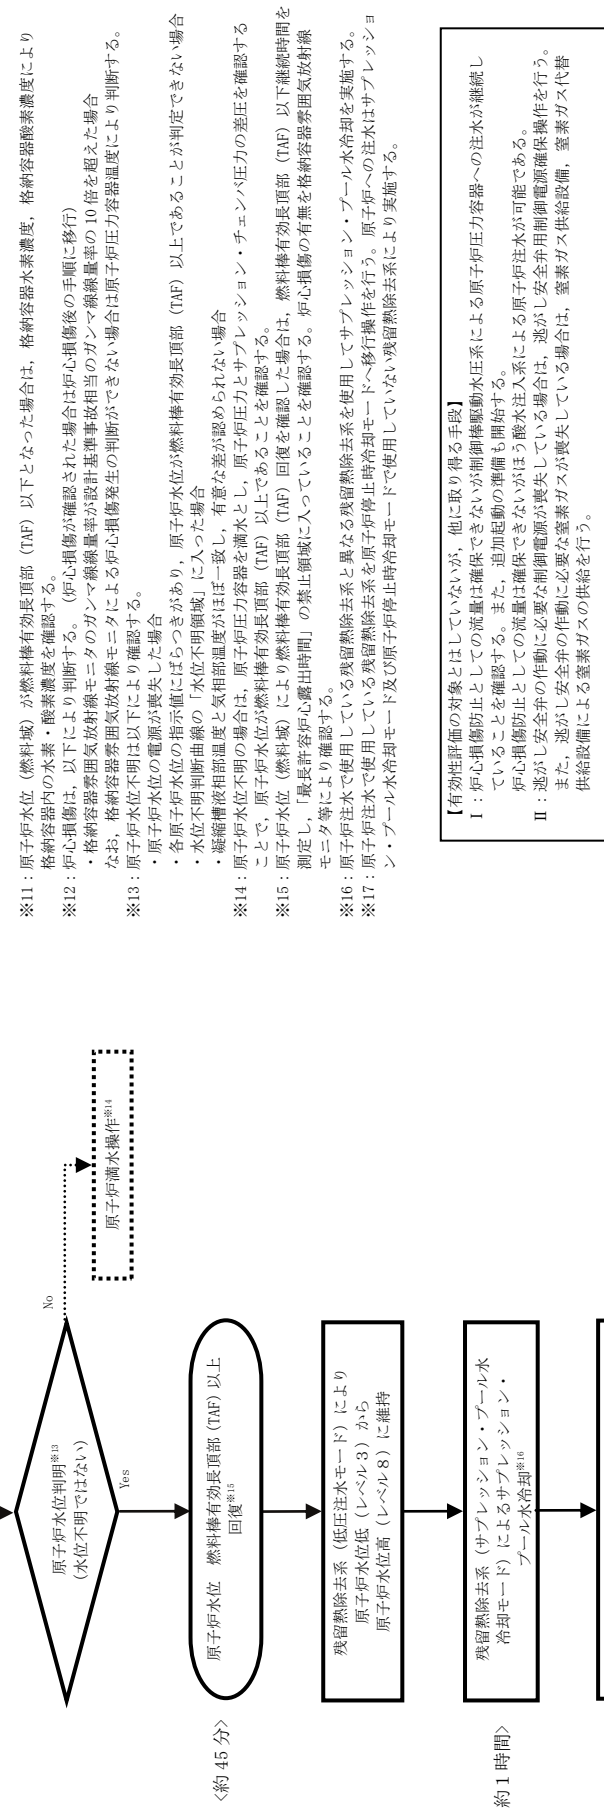 原子炉水位判明※13
(水位不明ではない)
No
Yes
原子炉満水操作※14
<約45分>
原子炉水位 燃料棒有効長頂部(TAF)以上
回復※15
残留熱除去系(低圧注水モード)により
原子炉水位低(レベル3)から
原子炉水位高(レベル8)に維持
約1時間>
残留熱除去系(サプレッション・プール水
冷却モード)によるサプレッション・
プール水冷却※16
※11:原子炉水位(燃料域)が燃料棒有効長頂部(TAF)以下となった場合は,格納容器水素濃度,格納容器酸素濃度により
格納容器内の水素・酸素濃度を確認する。
※12:炉心損傷は,以下により判断する。(炉心損傷が確認された場合は炉心損傷後の手順に移行)
・格納容器雰囲気放射線モニタのガンマ線線量率が設計基準事故相当のガンマ線線量率の10倍を超えた場合
なお,格納容器雰囲気放射線モニタによる炉心損傷発生の判断ができない場合は原子炉圧力容器温度により判断する。
※13:原子炉水位不明は以下により確認する。
・原子炉水位の電源が喪失した場合
・各原子炉水位の指示値にばらつきがあり,原子炉水位が燃料棒有効長頂部(TAF)以上であることが判定できない場合
・水位不明判断曲線の「水位不明領域」に入った場合
・凝縮槽液相部温度と気相部温度がほぼ一致し,有意な差が認められない場合
※14:原子炉水位不明の場合は,原子炉圧力容器を満水とし,原子炉圧力とサプレッション・チェンバ圧力の差圧を確認する
ことで,原子炉水位が燃料棒有効長頂部(TAF)以上であることを確認する。
※15:原子炉水位(燃料域)により燃料棒有効長頂部(TAF)回復を確認した場合は,燃料棒有効長頂部(TAF)以下継続時間を
測定し,「最長許容炉心露出時間」の禁止領域に入っていることを確認する。炉心損傷の有無を格納容器雰囲気放射線
モニタ等により確認する。
※16:原子炉注水で使用している残留熱除去系と異なる残留熱除去系を使用してサプレッション・プール水冷却を実施する。
※17:原子炉注水で使用している残留熱除去系を原子炉停止時冷却モードへ移行操作を行う。原子炉への注水はサプレッショ
ン・プール水冷却モード及び原子炉停止時冷却モードで使用していない残留熱除去系により実施する。
【有効性評価の対象とはしていないが,他に取り得る手段】
Ⅰ:炉心損傷防止としての流量は確保できないが制御棒駆動水圧系による原子炉圧力容器への注水が継続し
ていることを確認する。また,追加起動の準備も開始する。
炉心損傷防止としての流量は確保できないがほう酸水注入系による原子炉注水が可能である。
Ⅱ:逃がし安全弁の作動に必要な制御電源が喪失している場合は,逃がし安全弁用制御電源確保操作を行う。
また,逃がし安全弁の作動に必要な窒素ガスが喪失している場合は,窒素ガス供給設備,窒素ガス代替
供給設備による窒素ガスの供給を行う。